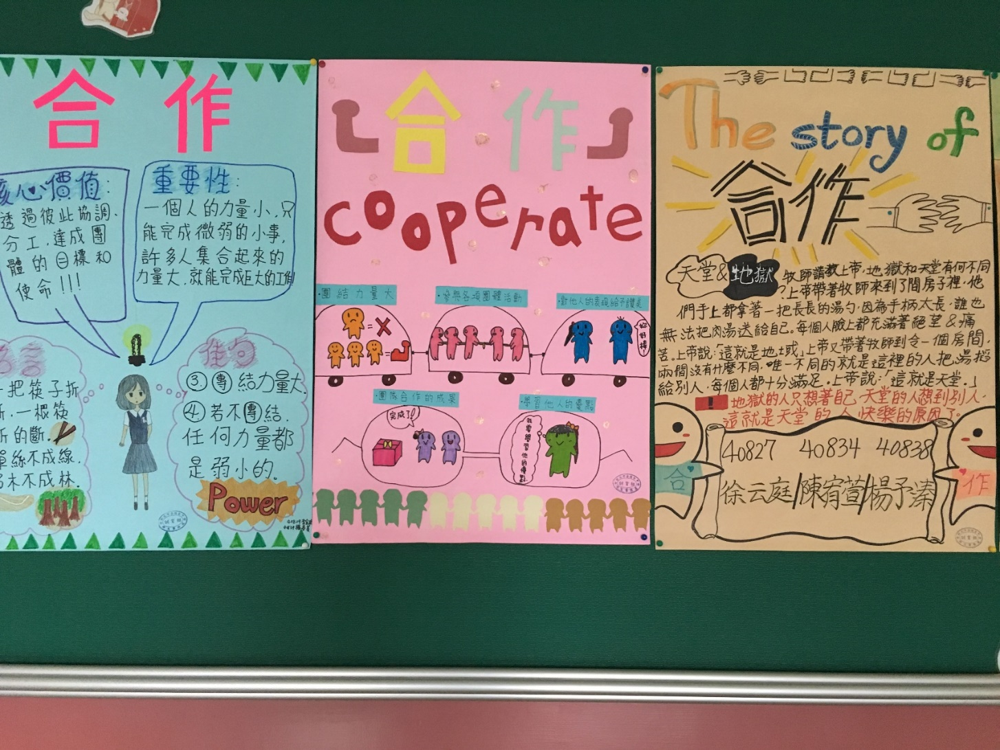 合作
核心價值：
透過彼此協調、
分工，達成團
體的目標和
使命!!!
重要性：
一個人的力量小，只
能完成微弱的小事，
許多人集合起來的
力量大，就能完成巨大的工作
一把筷子折
一根筷
折的斷.
單絲不成線.
木不成林.
佳句
③.團結力量大.
④.若不團結.
任何力量都
是弱小的.
Power
合作
cooperate
·團結力量大
·參與各項團體活動
·對他人的表現給予讚美
你好棒!
·團隊合作的成果
·學習他人的優點
完成了!
我要學習他的優點.
The story of
合作
天堂&地獄
牧師請教上帝,地獄和天堂有何不同
?上帝帶著牧師來到了間房子裡,他
們手上都拿著一把長長的湯勺,因為手柄太長,誰也
無法把肉湯送給自己。每個人臉上都充滿著絕望&痛
苦。上帝說:「這就是地域」上帝又帶著牧師到令一個房間,
兩間沒有什麼不同,唯一不同的就是這裡的人把湯舀
給別人,每個人都十分滿足。上帝說:「這就是天堂.」
! 地獄的人只想著自己,天堂的人想到別人,
這就是天堂的人快樂的原因了。
40827 40834 40838
徐云庭/陳宥萱/楊予溱
合
作